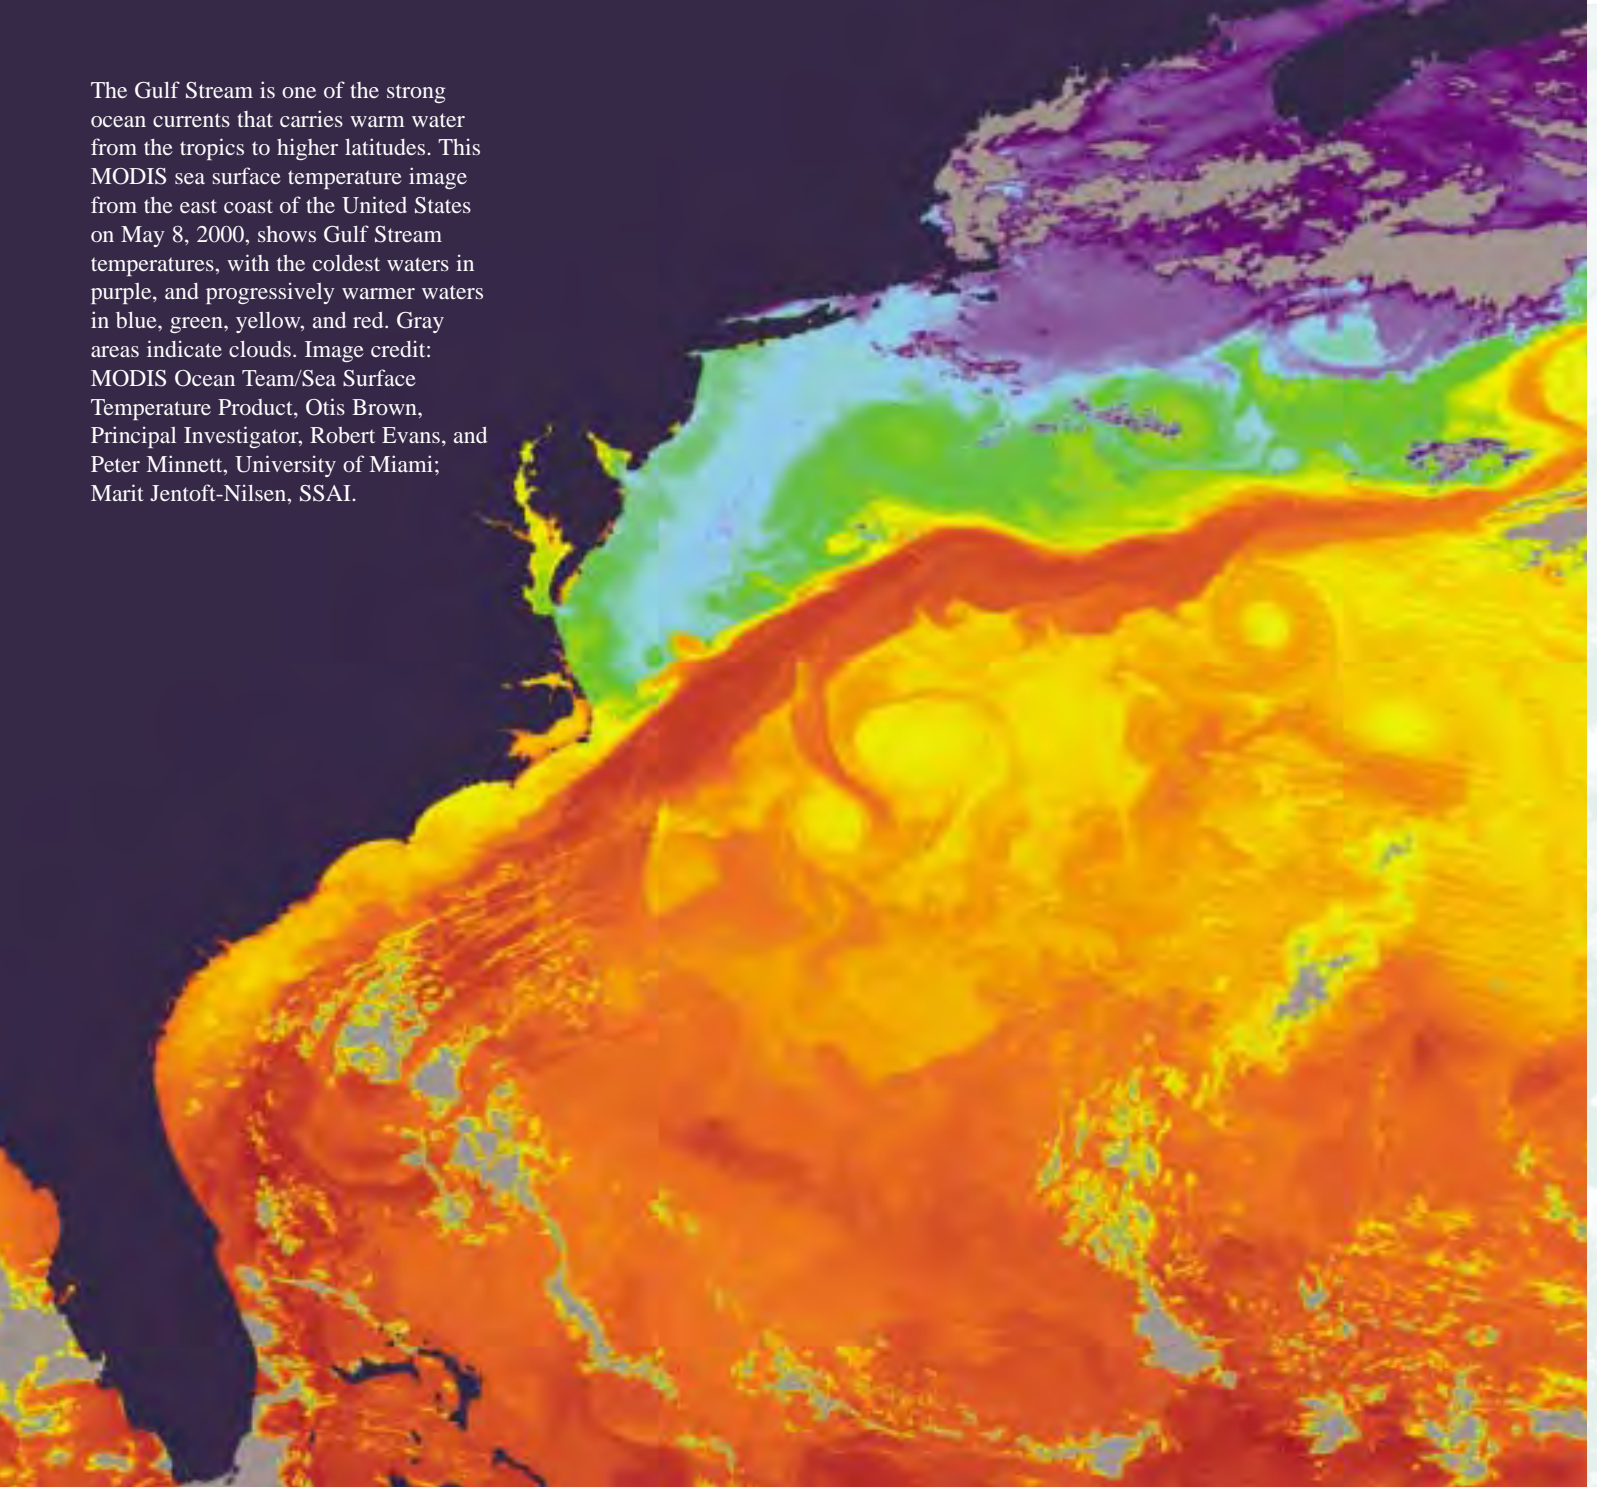 The Gulf Stream is one of the strong
ocean currents that carries warm water
from the tropics to higher latitudes. This
MODIS sea surface temperature image
from the east coast of the United States
on May 8, 2000, shows Gulf Stream
temperatures, with the coldest waters in
purple, and progressively warmer waters
in blue, green, yellow, and red. Gray
areas indicate clouds. Image credit:
MODIS Ocean Team/Sea Surface
Temperature Product, Otis Brown,
Principal Investigator, Robert Evans, and
Peter Minnett, University of Miami;
Marit Jentoft-Nilsen, SSAI.